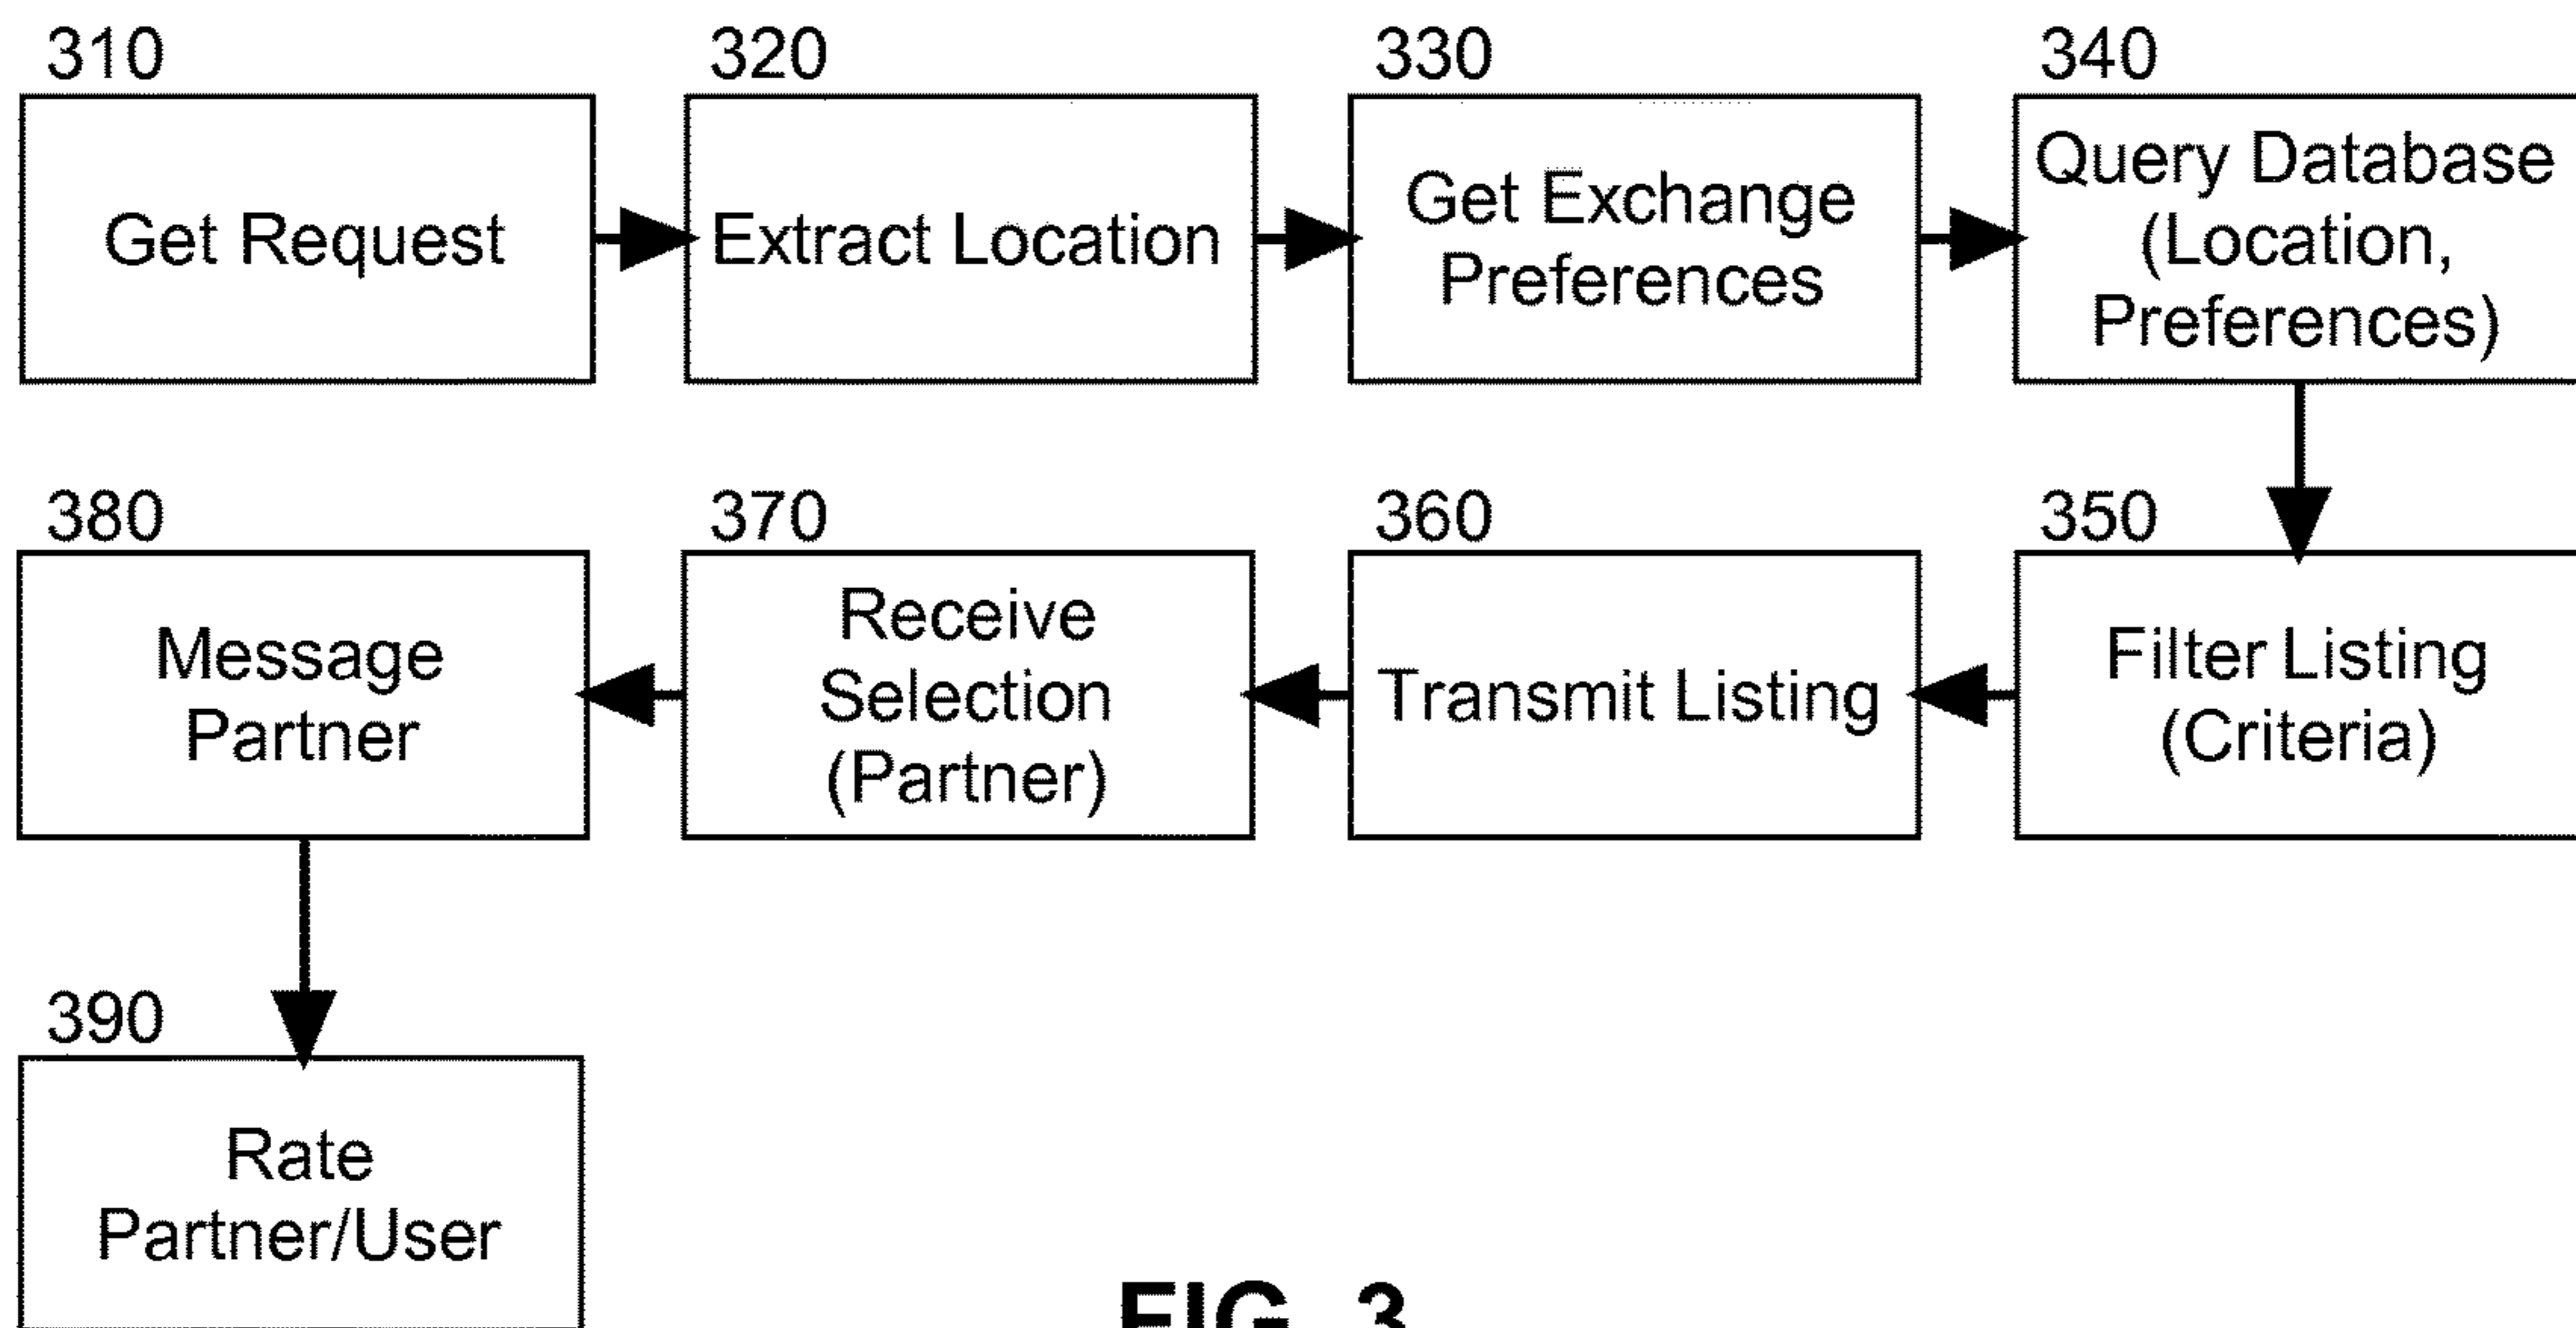 310
Get Request
320
Extract Location
330
Get Exchange
Preferences
340
Query Database
(Location,
Preferences)
350
Filter Listing
(Criteria)
360
Transmit Listing
370
Receive
Selection
(Partner)
380
Message
Partner
390
Rate
Partner/User
FIG. 3